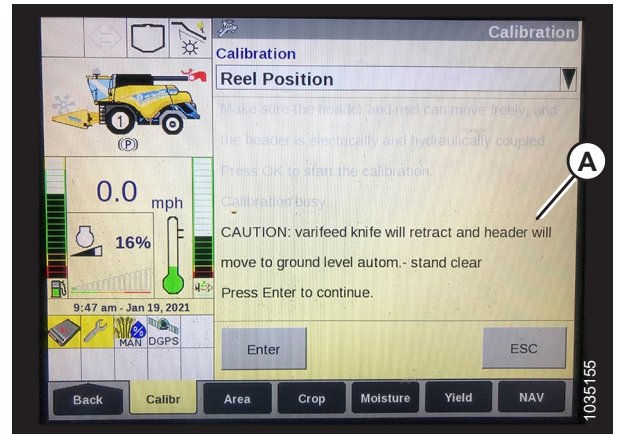 Calibration
Calibration
Reel Position
Make sure the header and reel can move freely, and
the header is electrically and hydraulically coupled.
Press OK to start the calibration.
Calibration busy...
CAUTION: varifeed knife will retract and header will
move to ground level autom.- stand clear
Press Enter to continue.
Enter
ESC
1
(P)
0.0 mph
16%
9:47 am - Jan 19, 2021
MAN
%
DGPS
Back
Calibr
Area
Crop
Moisture
Yield
NAV
A
1035155